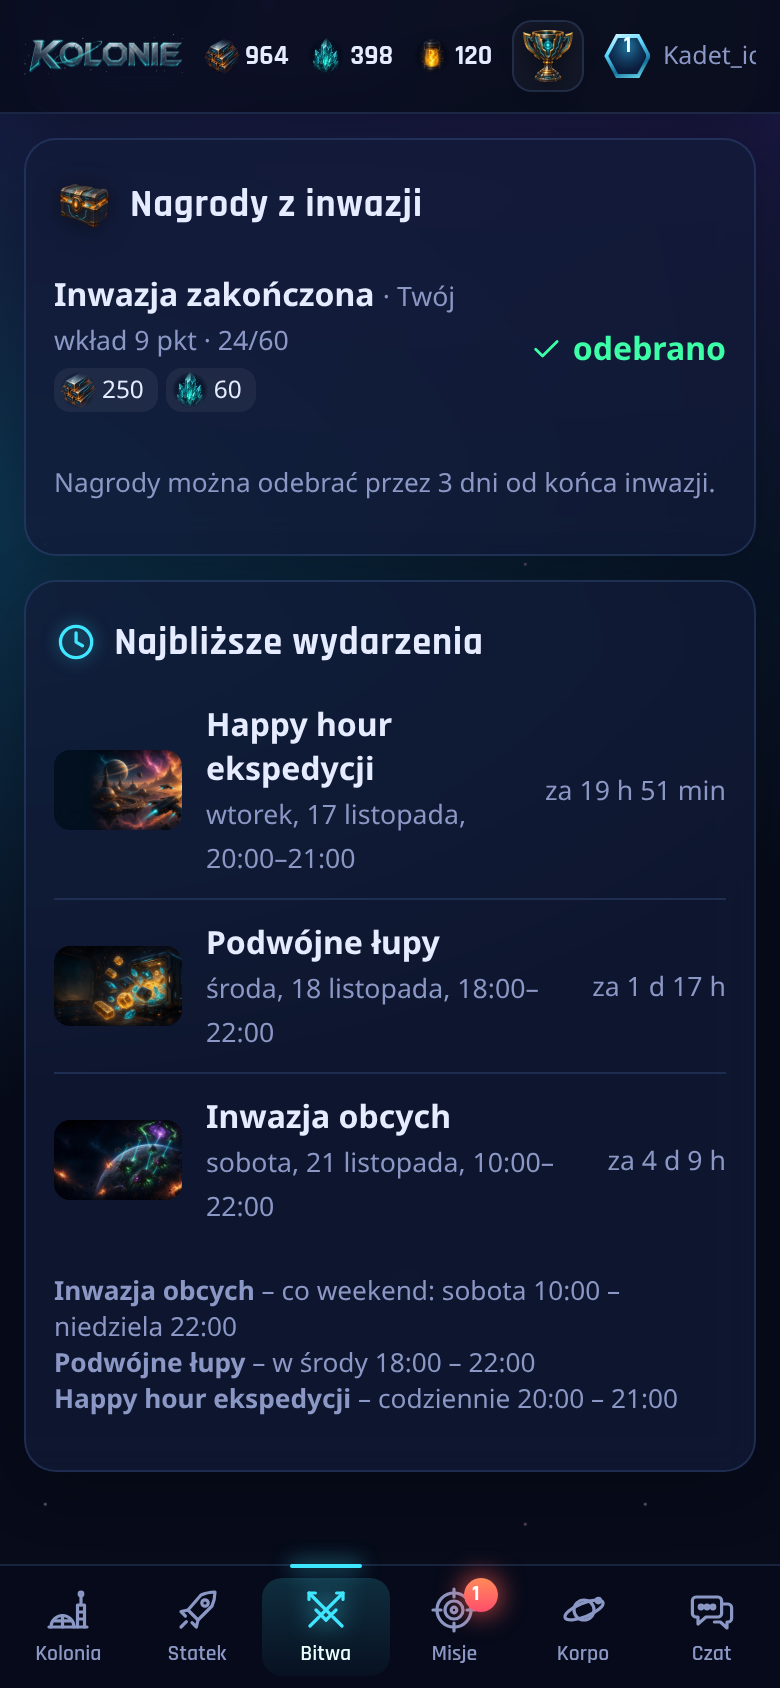 KOLONIE 964 398 120 1 Kadet_ic
Nagrody z inwazji
Inwazja zakończona · Twój
wkład 9 pkt · 24/60
odebrano
250 60
Nagrody można odebrać przez 3 dni od końca inwazji.
Najbliższe wydarzenia
Happy hour
ekspedycji
wtorek, 17 listopada,
20:00–21:00
za 19 h 51 min
Podwójne łupy
środa, 18 listopada, 18:00–
22:00
za 1 d 17 h
Inwazja obcych
sobota, 21 listopada, 10:00–
22:00
za 4 d 9 h
Inwazja obcych – co weekend: sobota 10:00 –
niedziela 22:00
Podwójne łupy – w środy 18:00 – 22:00
Happy hour ekspedycji – codziennie 20:00 – 21:00
1
Kolonia Statek Bitwa Misje Korpo Czat